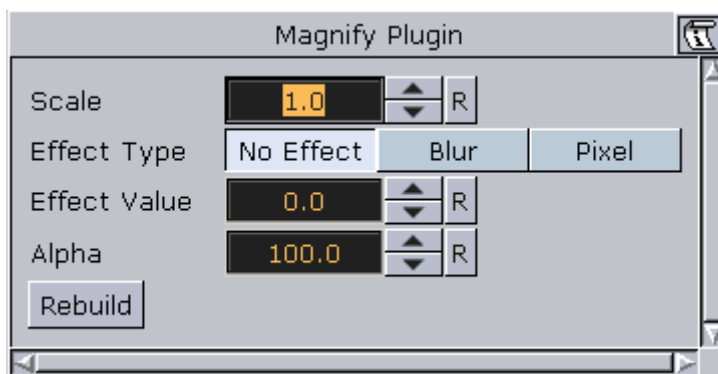 Magnify Plugin
Scale 1.0 R
Effect Type No Effect Blur Pixel
Effect Value 0.0 R
Alpha 100.0 R
Rebuild